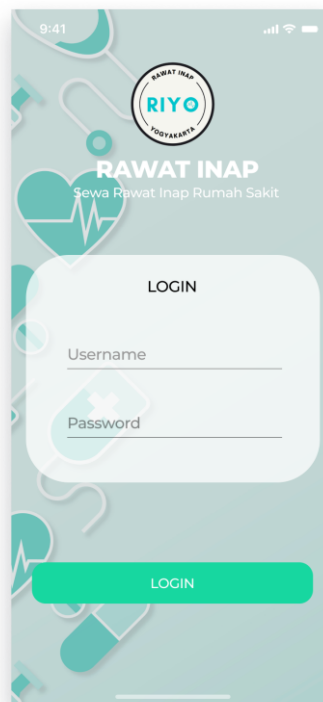 9:41
RAWAT INAP
RIYO
YOGYAKARTA
RAWAT INAP
Sewa Rawat Inap Rumah Sakit
LOGIN
Username
Password
LOGIN